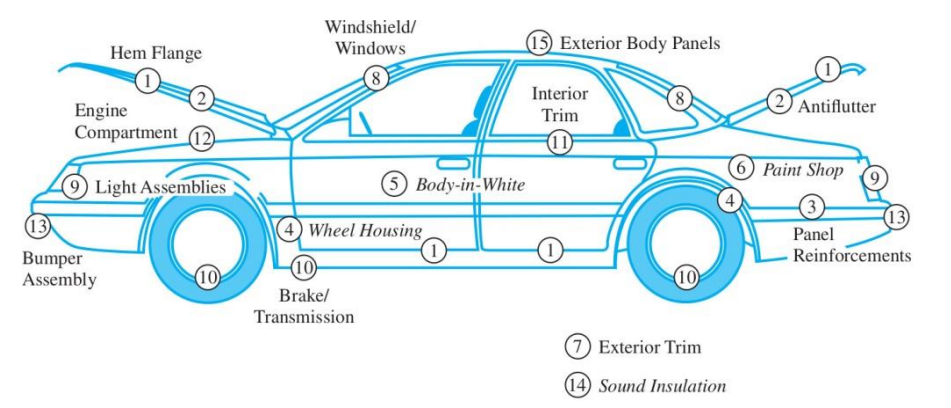 Windshield/
Windows
15 Exterior Body Panels
Hem Flange
1
2
8
Interior
Trim
11
8
1
2 Antiflutter
Engine
Compartment 12
9 Light Assemblies
5 Body-in-White
6 Paint Shop
9
13
Bumper
Assembly
4 Wheel Housing
1
1
4
3
13
Panel
Reinforcements
10
10
Brake/
Transmission
10
7 Exterior Trim
14 Sound Insulation